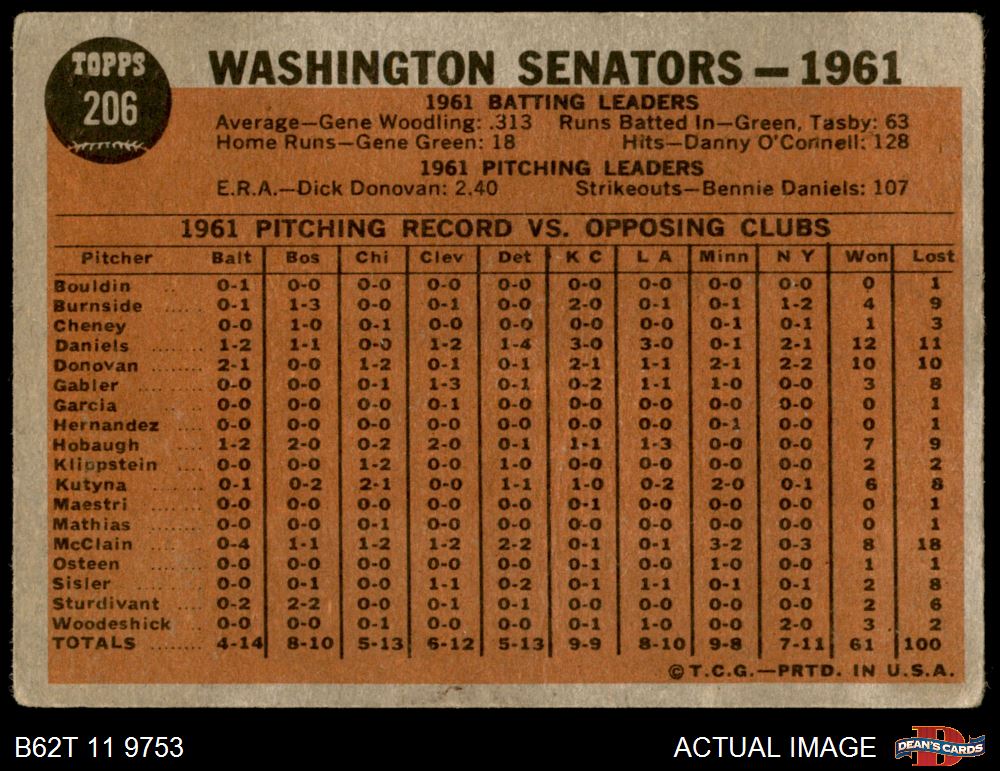 TOPPS
206
WASHINGTON SENATORS — 1961
1961 BATTING LEADERS
Average—Gene Woodling: .313 Runs Batted In—Green, Tasby: 63
Home Runs—Gene Green: 18 Hits—Danny O'Connell: 128
1961 PITCHING LEADERS
E.R.A.—Dick Donovan: 2.40 Strikeouts—Bennie Daniels: 107
1961 PITCHING RECORD VS. OPPOSING CLUBS
Pitcher Balt Bos Chi Clev Det K C L A Minn N Y Won Lost
Bouldin .. 0-1 0-0 0-0 0-0 0-0 0-0 0-0 0-0 0-0 0 1
Burnside ..... 0-1 1-3 0-0 0-1 0-0 2-0 0-1 0-1 1-2 4 9
Cheney 0-0 1-0 0-1 0-0 0-0 0-0 0-0 0-1 0-1 1 3
Daniels ........ 1-2 1-1 0-0 1-2 1-4 3-0 3-0 0-1 2-1 12 11
Donovan ...... 2-1 0-0 1-2 0-1 0-1 2-1 1-1 2-1 2-2 10 10
Gabler ........ 0-0 0-0 0-1 1-3 0-1 0-2 1-1 1-0 0-0 3 8
Garcia ..... 0-0 0-0 0-0 0-1 0-0 0-0 0-0 0-0 0-0 0 1
Hernandez .... 0-0 0-0 0-0 0-0 0-0 0-0 0-0 0-1 0-0 0 1
Hobaugh ...... 1-2 2-0 0-2 2-0 0-1 1-1 1-3 0-0 0-0 7 9
Klippstein .... 0-0 0-0 1-2 0-0 1-0 0-0 0-0 0-0 0-0 2 2
Kutyna ..... 0-1 0-2 2-1 0-0 1-1 1-0 0-2 2-0 0-1 6 8
Maestri ..... 0-0 0-0 0-0 0-0 0-0 0-1 0-0 0-0 0-0 0 1
Mathias ..... 0-0 0-0 0-1 0-0 0-0 0-0 0-0 0-0 0-0 0 1
McClain ...... 0-4 1-1 1-2 1-2 2-2 0-1 0-1 3-2 0-3 8 18
Osteen ..... 0-0 0-0 0-0 0-0 0-0 0-1 0-0 1-0 0-0 1 1
Sisler ..... 0-0 0-1 0-0 1-1 0-2 0-1 1-1 0-1 0-1 2 8
Sturdivant .... 0-2 2-2 0-0 0-1 0-1 0-0 0-0 0-0 0-0 2 6
Woodeshick .. 0-0 0-0 0-1 0-0 0-0 0-1 1-0 0-0 2-0 3 2
TOTALS ...... 4-14 8-10 5-13 6-12 5-13 9-9 8-10 9-8 7-11 61 100
©T.C.G.—PRTD. IN U.S.A.
B62T 11 9753 ACTUAL IMAGE
D
DEAN'S CARDS